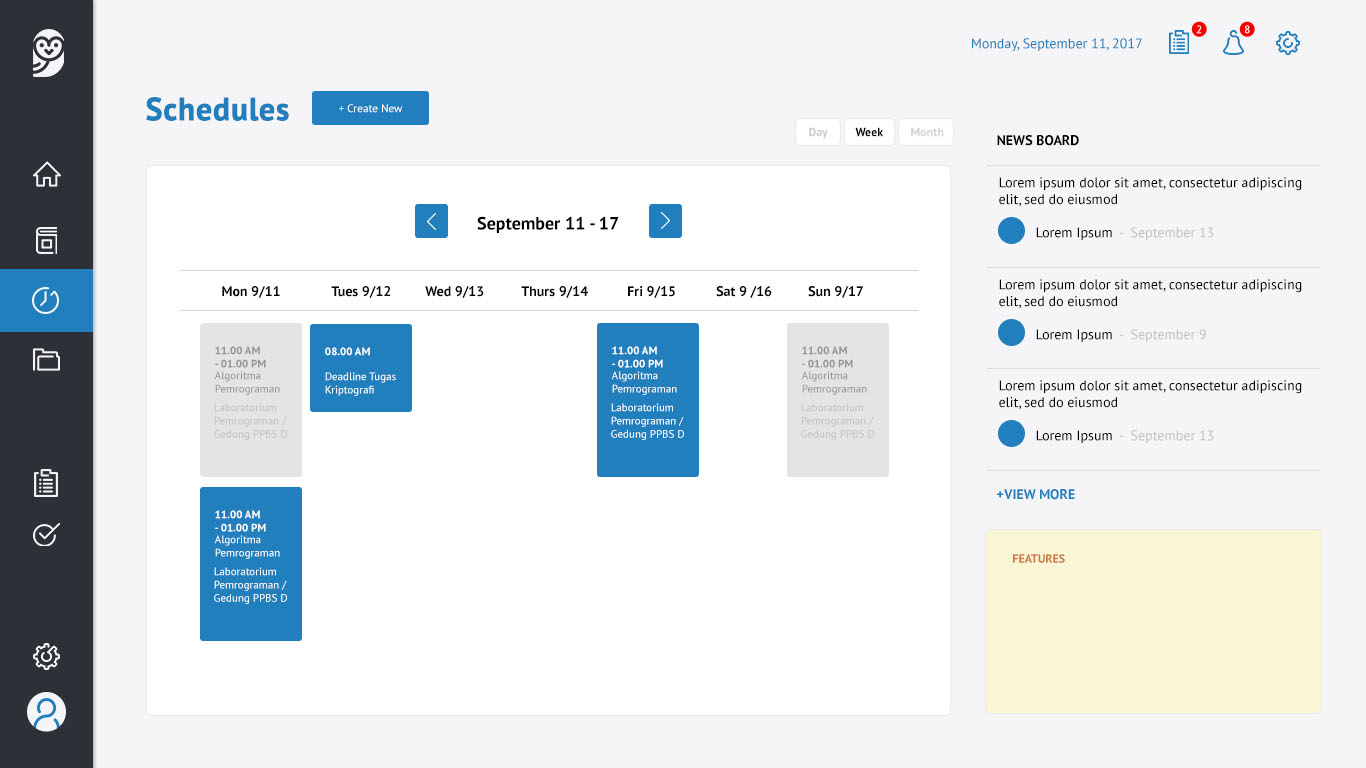 Monday, September 11, 2017
2
8
Schedules
+ Create New
Day
Week
Month
September 11 - 17
Mon 9/11
Tues 9/12
Wed 9/13
Thurs 9/14
Fri 9/15
Sat 9 /16
Sun 9/17
11.00 AM
- 01.00 PM
Algoritma
Pemrograman
Laboratorium
Pemrograman /
Gedung PPBS D
11.00 AM
- 01.00 PM
Algoritma
Pemrograman
Laboratorium
Pemrograman /
Gedung PPBS D
08.00 AM
Deadline Tugas
Kriptografi
11.00 AM
- 01.00 PM
Algoritma
Pemrograman
Laboratorium
Pemrograman /
Gedung PPBS D
11.00 AM
- 01.00 PM
Algoritma
Pemrograman
Laboratorium
Pemrograman /
Gedung PPBS D
NEWS BOARD
Lorem ipsum dolor sit amet, consectetur adipiscing
elit, sed do eiusmod
Lorem Ipsum - September 13
Lorem ipsum dolor sit amet, consectetur adipiscing
elit, sed do eiusmod
Lorem Ipsum - September 9
Lorem ipsum dolor sit amet, consectetur adipiscing
elit, sed do eiusmod
Lorem Ipsum - September 13
+VIEW MORE
FEATURES